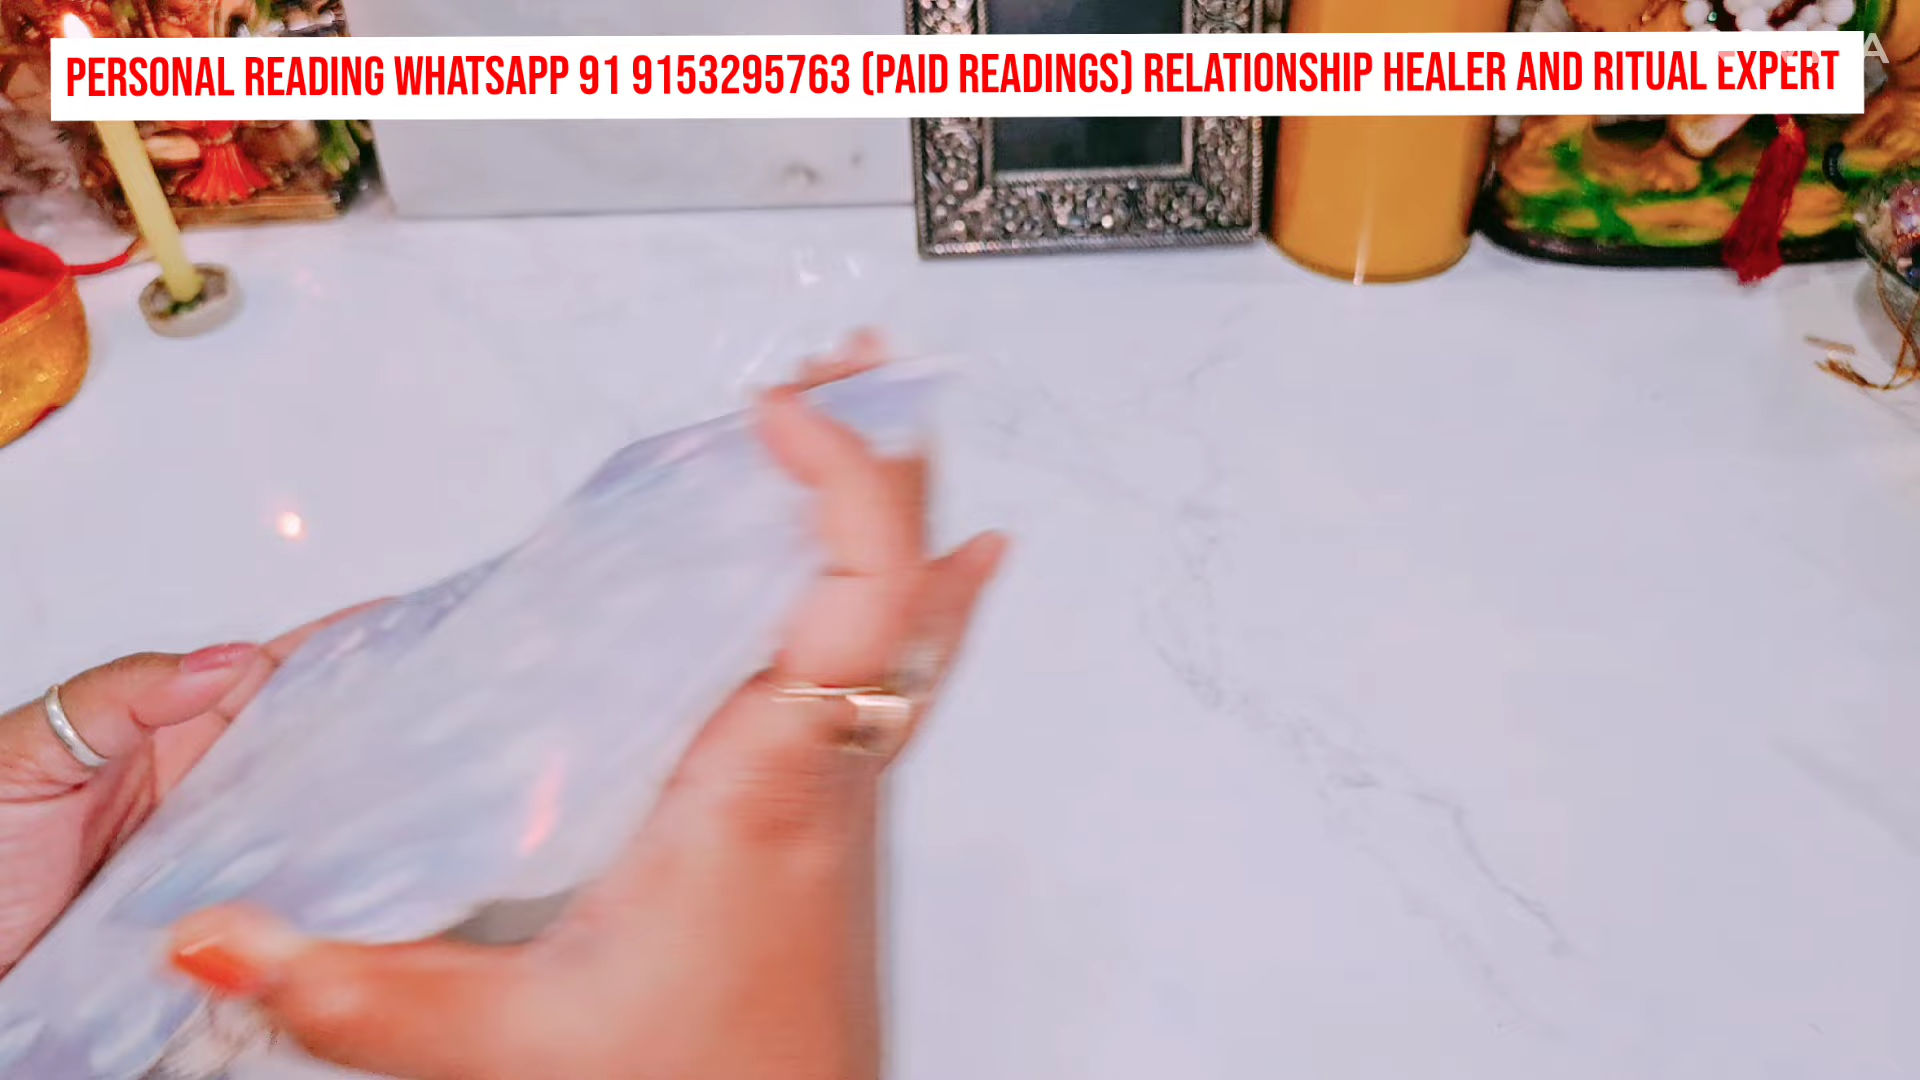 PERSONAL READING WHATSAPP 91 9153295763 (PAID READINGS) RELATIONSHIP HEALER AND RITUAL EXPERT